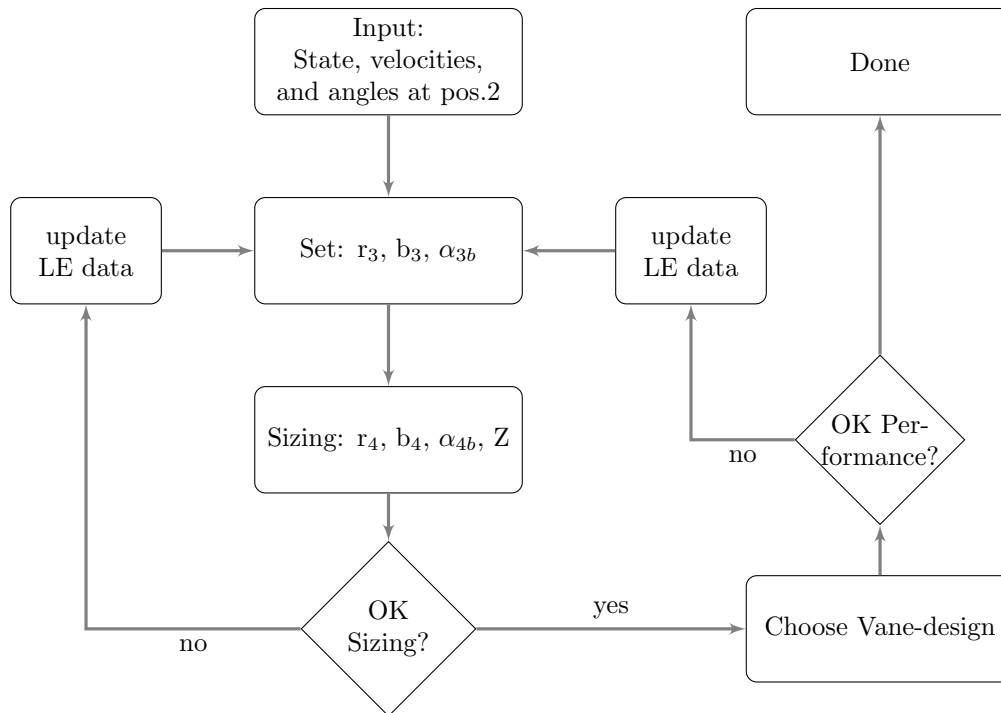 Input:
State, velocities,
and angles at pos.2
Done
update
LE data
Set: r₃, b₃, α₃b
update
LE data
Sizing: r₄, b₄, α₄b, Z
OK Per-
formance?
no
OK
Sizing?
no
yes
Choose Vane-design